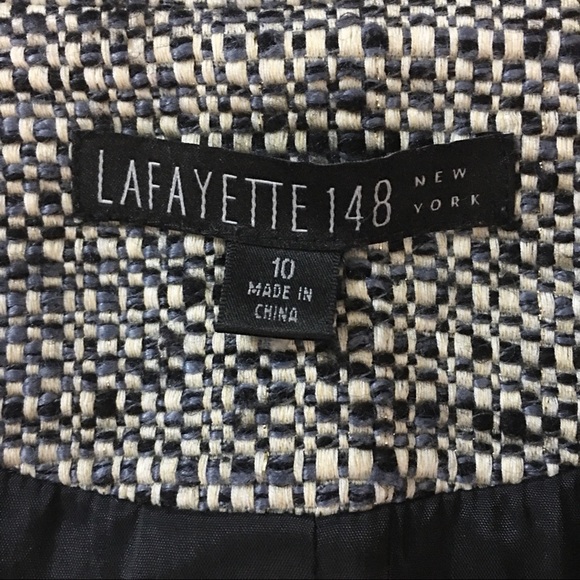 LAFAYETTE 148 NEW YORK
10
MADE IN
CHINA